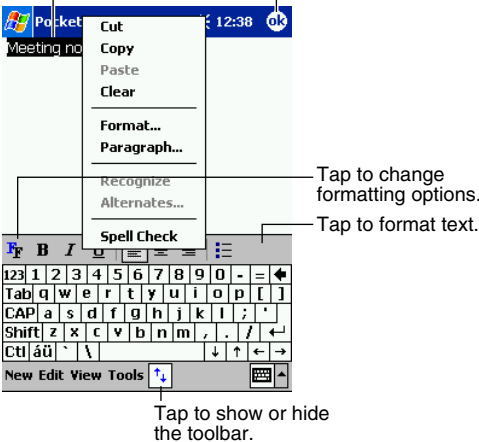 Pocket 12:38 ok
Meeting no
Cut
Copy
Paste
Clear
Format...
Paragraph...
Recognize
Alternates...
Spell Check
Tap to change
formatting options.
Tap to format text.
FF B I U
123 1 2 3 4 5 6 7 8 9 0 - =
Tab q w e r t y u i o p [ ]
CAP a s d f g h j k l ; '
Shift z x c v b n m , . /
Ctl áü ` \ ↓ ↑ ← →
New Edit View Tools
Tap to show or hide
the toolbar.